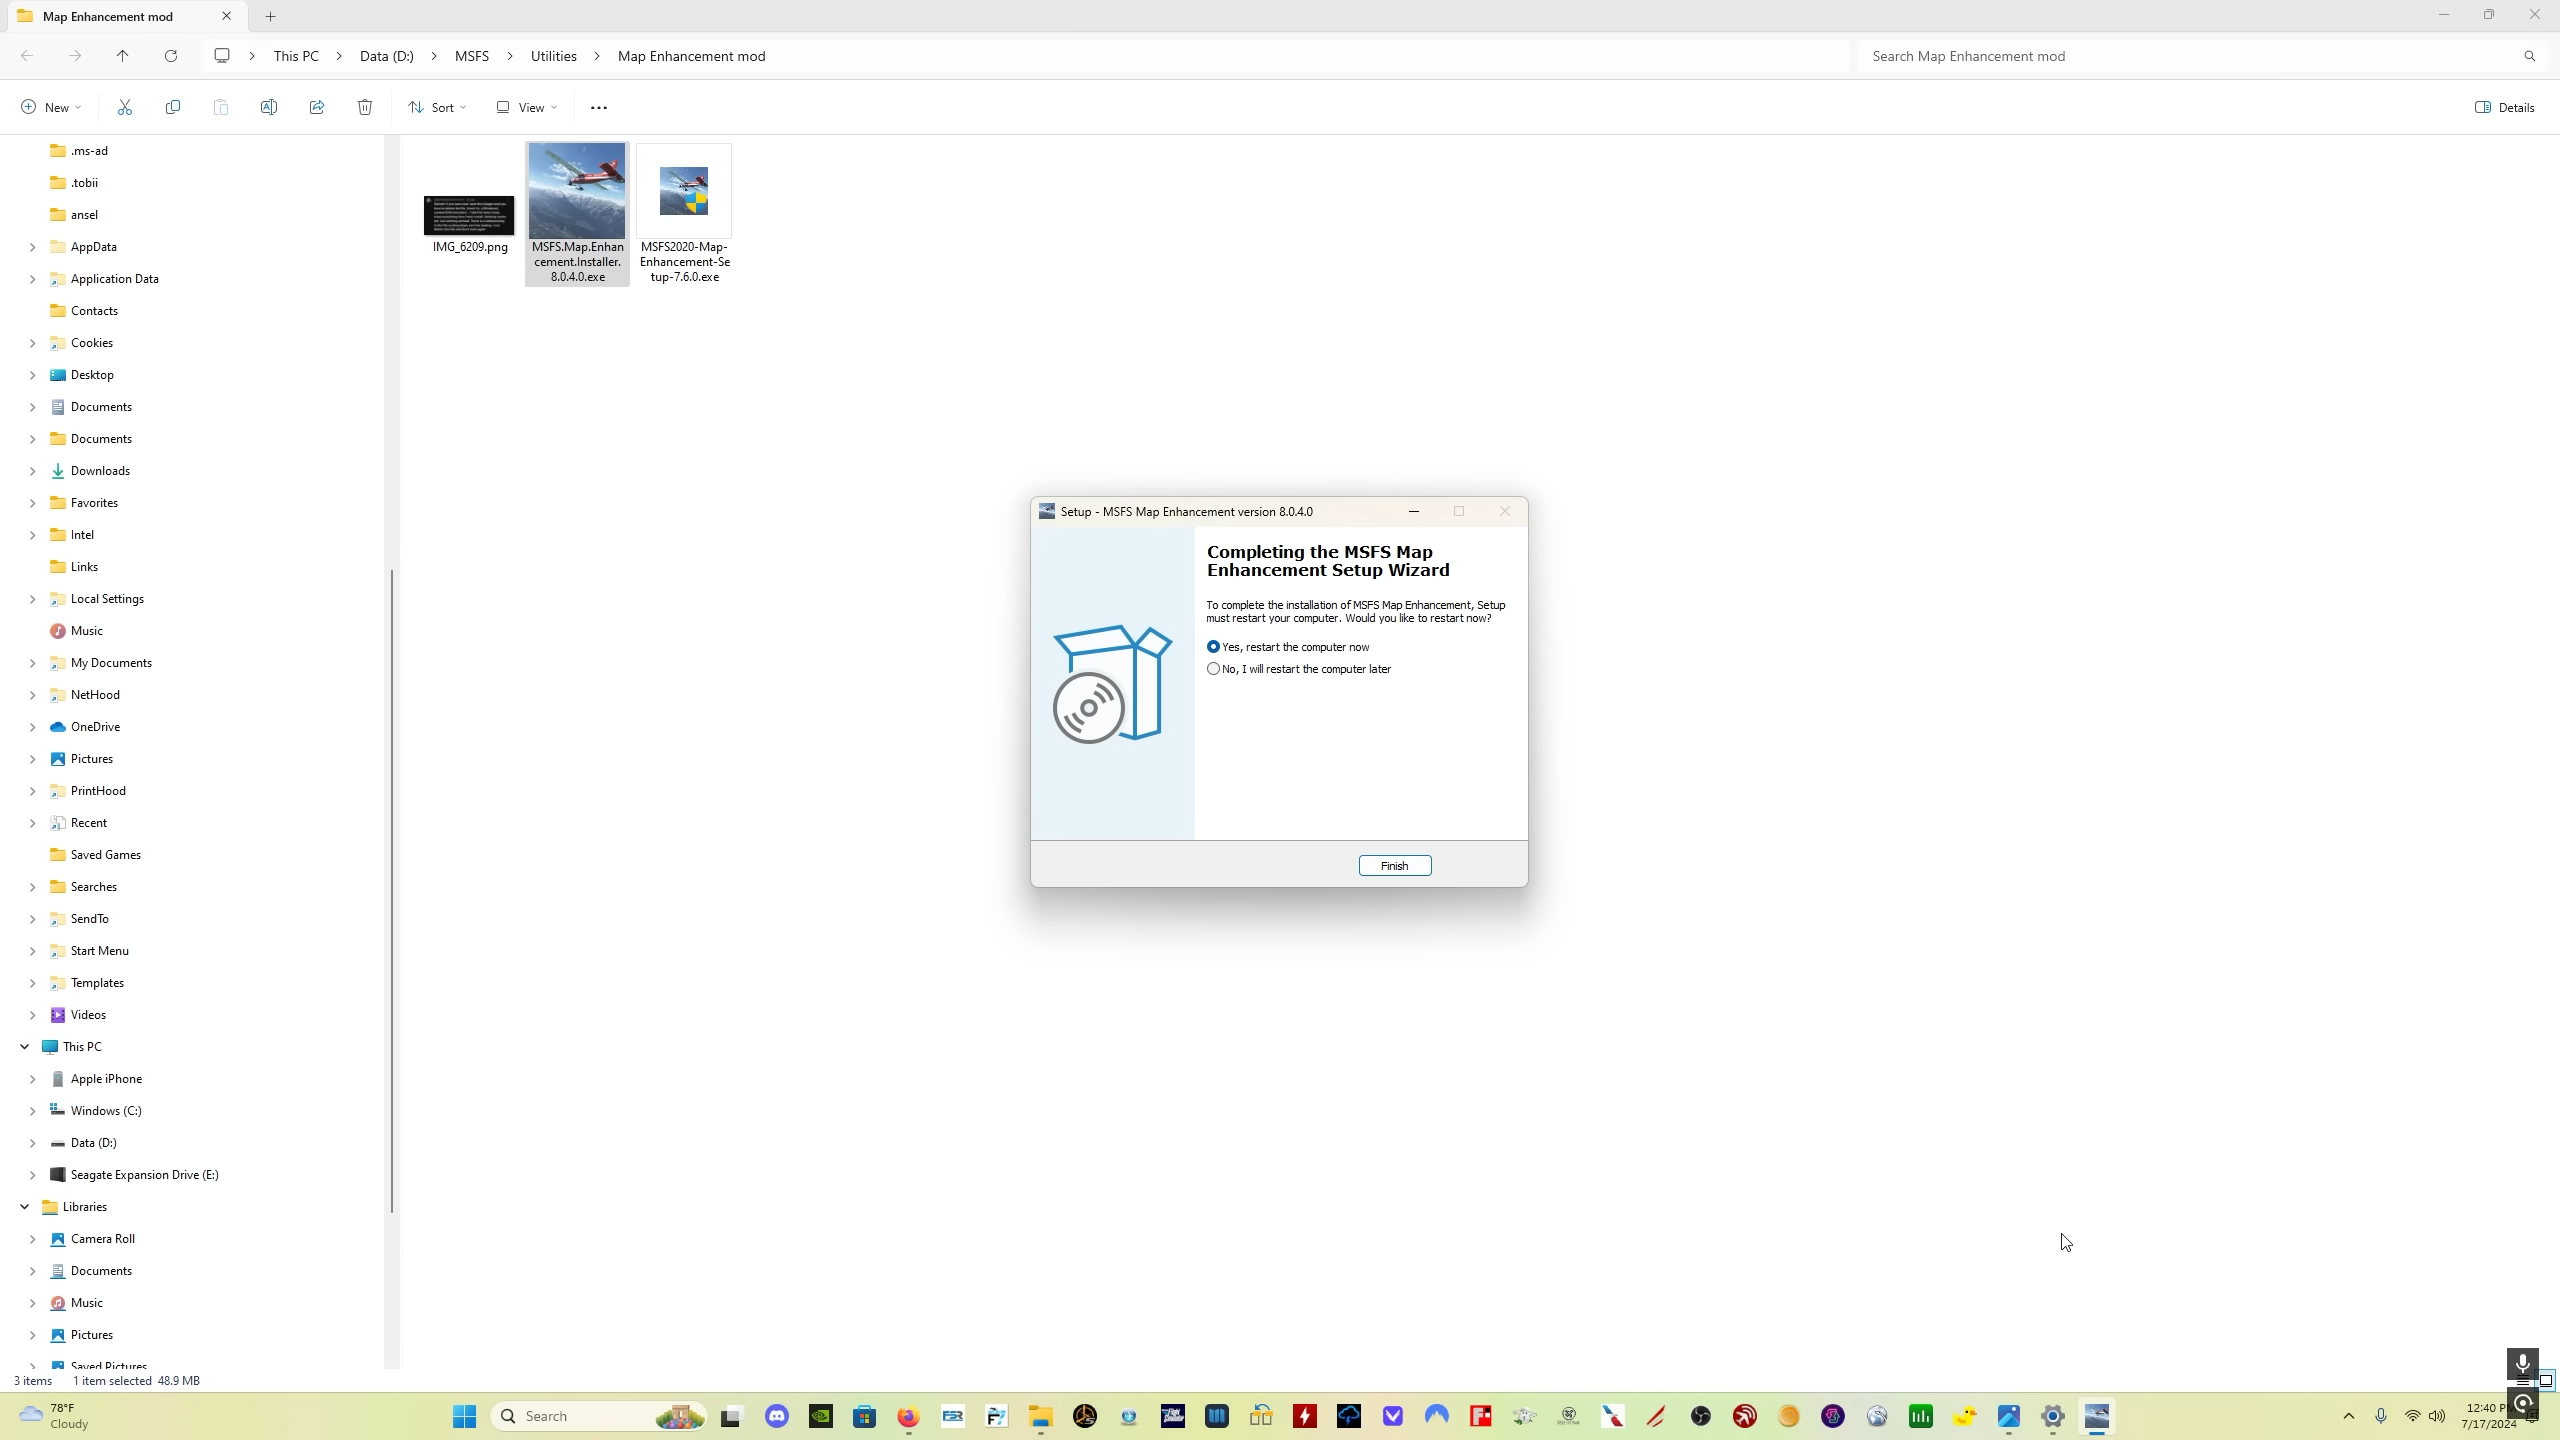 Map Enhancement mod
This PC
Data (D:)
MSFS
Utilities
Map Enhancement mod
Search Map Enhancement mod
New
Sort
View
Details
.ms-ad
.tobii
ansel
AppData
Application Data
Contacts
Cookies
Desktop
Documents
Documents
Downloads
Favorites
Intel
Links
Local Settings
Music
My Documents
NetHood
OneDrive
Pictures
PrintHood
Recent
Saved Games
Searches
SendTo
Start Menu
Templates
Videos
This PC
Apple iPhone
Windows (C:)
Data (D:)
Seagate Expansion Drive (E:)
Libraries
Camera Roll
Documents
Music
Pictures
Saved Pictures
IMG_6209.png
MSFS.Map.Enhan
cement.Installer.
8.0.4.0.exe
MSFS2020-Map-
Enhancement-Se
tup-7.6.0.exe
Setup - MSFS Map Enhancement version 8.0.4.0
Completing the MSFS Map
Enhancement Setup Wizard
To complete the installation of MSFS Map Enhancement, Setup
must restart your computer. Would you like to restart now?
Yes, restart the computer now
No, I will restart the computer later
Finish
3 items
1 item selected 48.9 MB
78°F
Cloudy
Search
FSR
12:40
7/17/2024